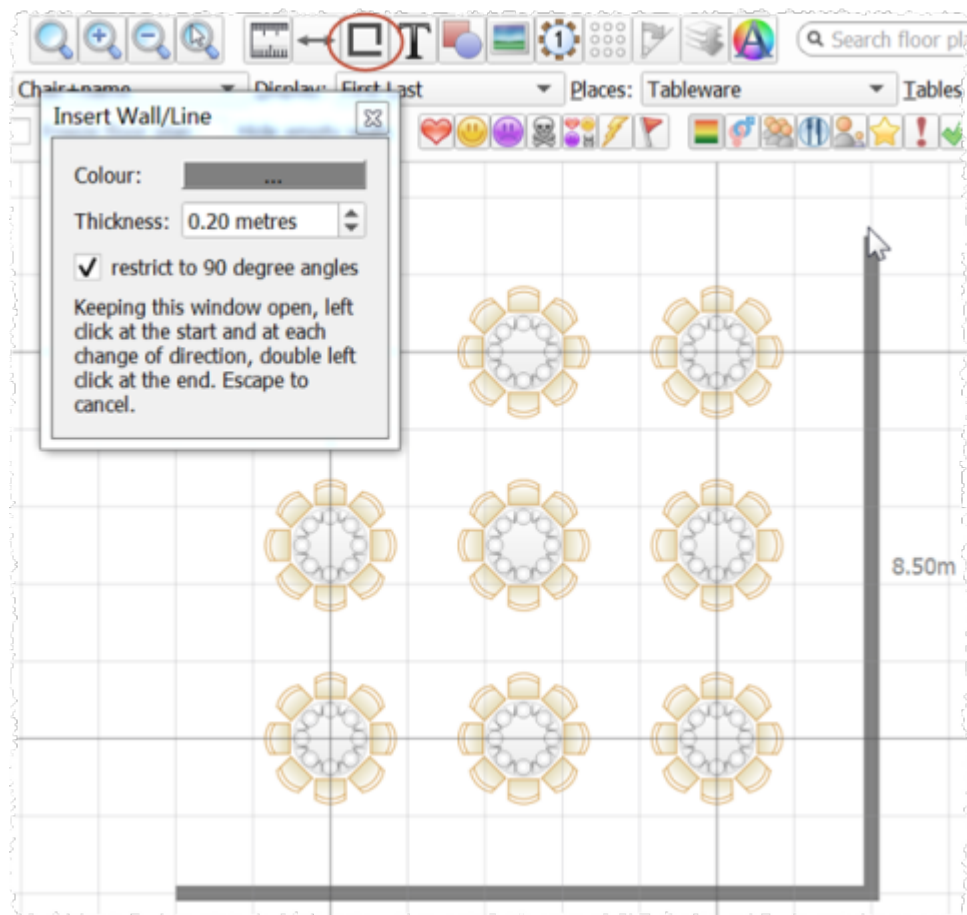 T
1
A
Search floor pla
Chair+name Display: First Last Places: Tableware Tables
Insert Wall/Line
Colour: ...
Thickness: 0.20 metres
restrict to 90 degree angles
Keeping this window open, left
click at the start and at each
change of direction, double left
click at the end. Escape to
cancel.
8.50m